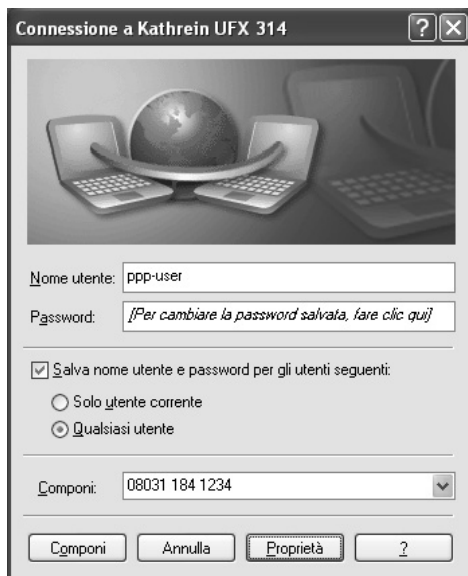 Connessione a Kathrein UFX 314
Nome utente: ppp-user
Password: [Per cambiare la password salvata, fare clic qui]
Salva nome utente e password per gli utenti seguenti:
Solo utente corrente
Qualsiasi utente
Componi: 08031 184 1234
Componi Annulla Proprietà ?